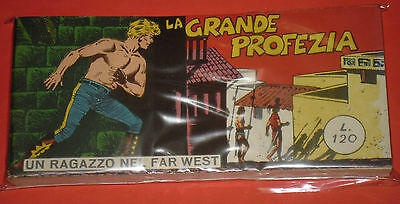 LA
GRANDE
PROFEZIA
UN RAGAZZO NEL FAR WEST
L.
120